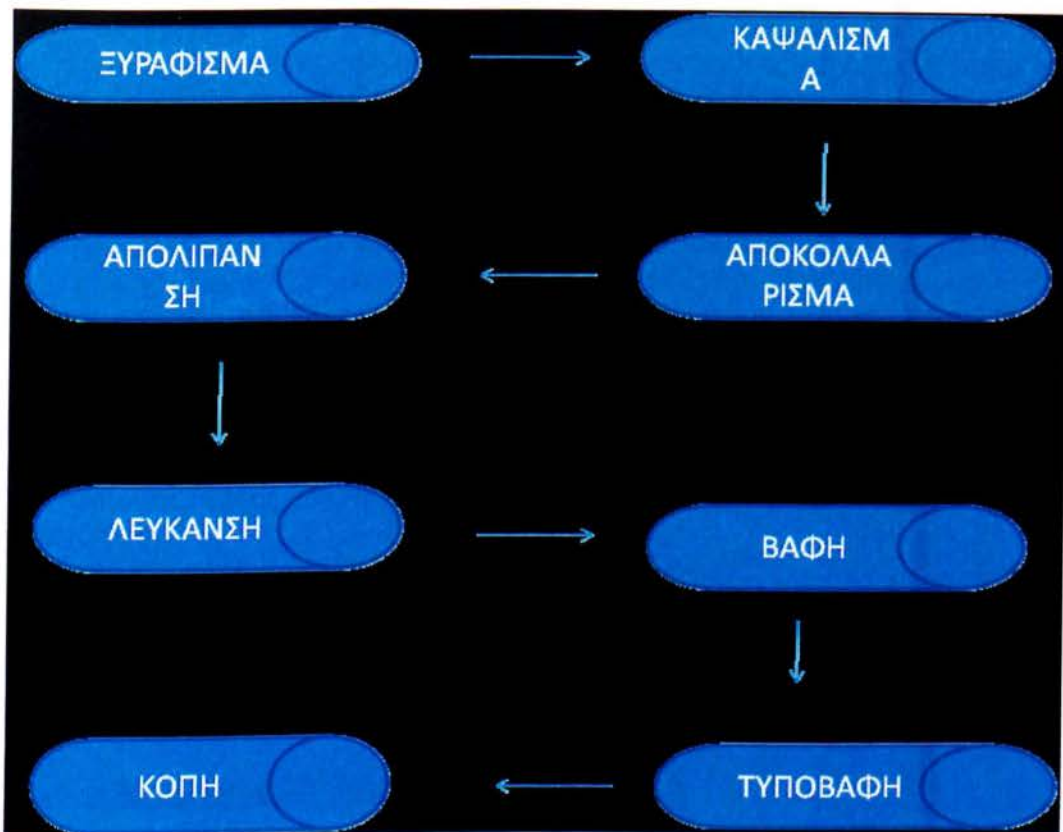 ΞΥΡΑΦΙΣΜΑ
ΚΑΨΑΛΙΣΜ
Α
ΑΠΟΛΙΠΑΝ
ΣΗ
ΑΠΟΚΟΛΛΑ
ΡΙΣΜΑ
ΛΕΥΚΑΝΣΗ
ΒΑΦΗ
ΚΟΠΗ
ΤΥΠΟΒΑΦΗ